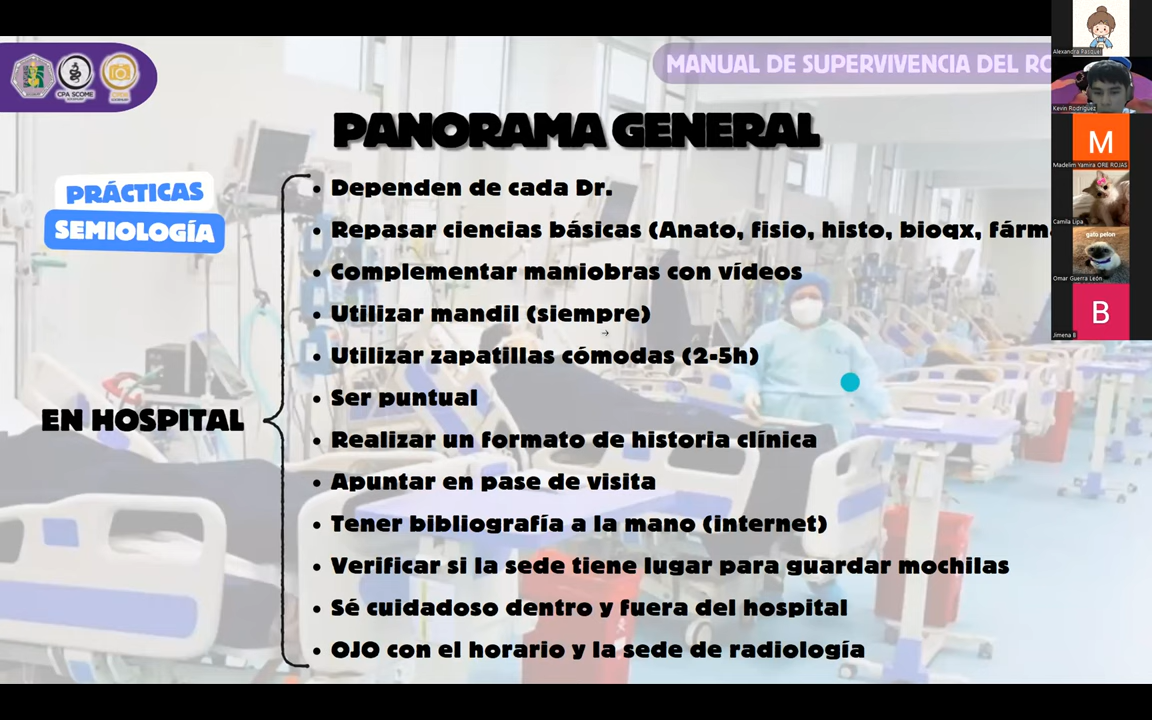 MANUAL DE SUPERVIVENCIA DEL
CPA SCOME
PANORAMA GENERAL
PRÁCTICAS
SEMIOLOGÍA
EN HOSPITAL
• Dependen de cada Dr.
• Repasar ciencias básicas (Anato, fisio, histo, bioqx,
• Complementar maniobras con vídeos
• Utilizar mandil (siempre)
• Utilizar zapatillas cómodas (2-5h)
• Ser puntual
• Realizar un formato de historia clínica
• Apuntar en pase de visita
• Tener bibliografía a la mano (internet)
• Verificar si la sede tiene lugar para guardar mochilas
• Sé cuidadoso dentro y fuera del hospital
• OJO con el horario y la sede de radiología
Alexandra
Kevin Rodriguez
M
Madelim Yamira ORE ROJAS
Camila Lipa
gato pelon
Omar Guerra León
B
Jimena B